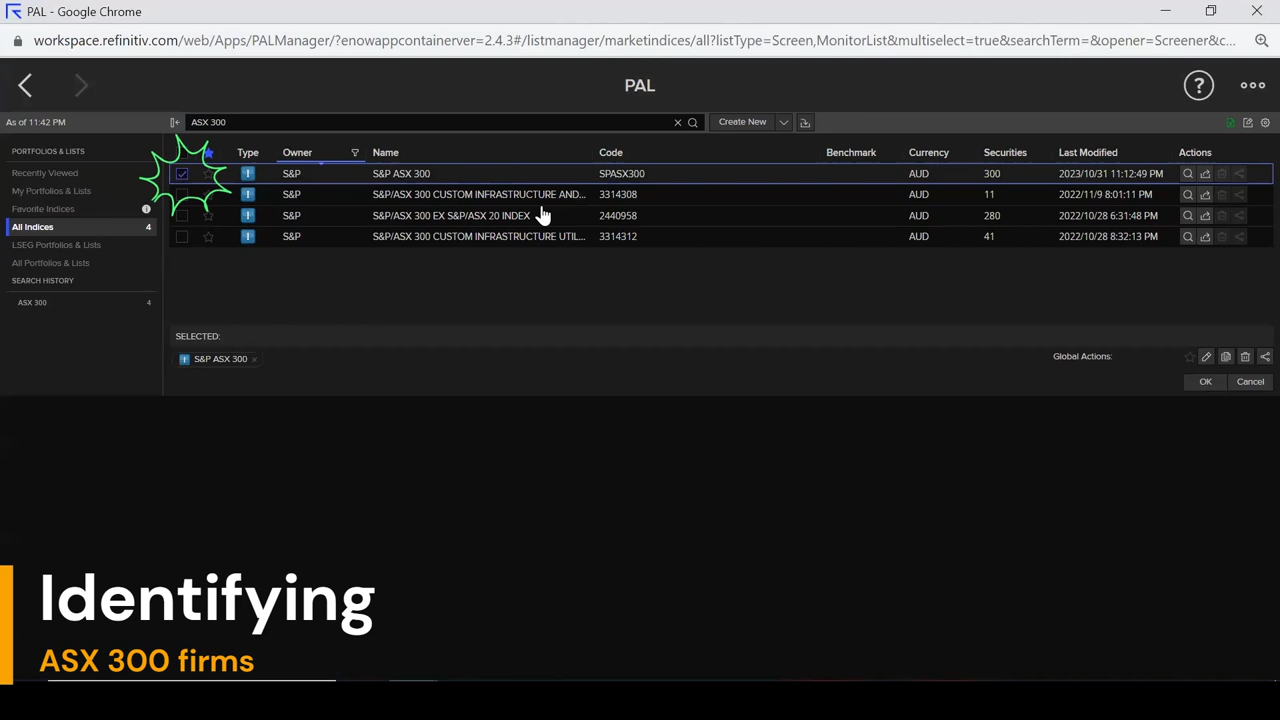 PAL - Google Chrome
workspace.refinitiv.com/web/Apps/PALManager/?enowappcontainerver=2.4.3#/listmanager/marketindices/all?listType=Screen,MonitorList&multiselect=true&searchTerm=&opener=Screener&c...
PAL
?
As of 11:42 PM
ASX 300
Create New
PORTFOLIOS & LISTS
Type Owner Name Code Benchmark Currency Securities Last Modified Actions
Recently Viewed
S&P S&P ASX 300 SPASX300 AUD 300 2023/10/31 11:12:49 PM
My Portfolios & Lists
S&P S&P/ASX 300 CUSTOM INFRASTRUCTURE AND... 3314308 AUD 11 2022/11/9 8:01:11 PM
Favorite Indices
S&P S&P/ASX 300 EX S&P/ASX 20 INDEX 2440958 AUD 280 2022/10/28 6:31:48 PM
All Indices 4
S&P S&P/ASX 300 CUSTOM INFRASTRUCTURE UTIL... 3314312 AUD 41 2022/10/28 8:32:13 PM
LSEG Portfolios & Lists
All Portfolios & Lists
SEARCH HISTORY
ASX 300 4
SELECTED:
S&P ASX 300
Global Actions:
OK Cancel
Identifying
ASX 300 firms